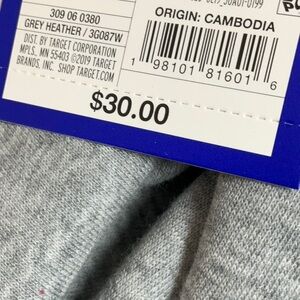 309 06 0380
GREY HEATHER / 3G087W
DIST. BY TARGET CORPORATION
MPLS, MN 55403 ©2019 TARGET
BRANDS, INC. SHOP TARGET.COM
ORIGIN: CAMBODIA
1 98101 81601 6
$30.00